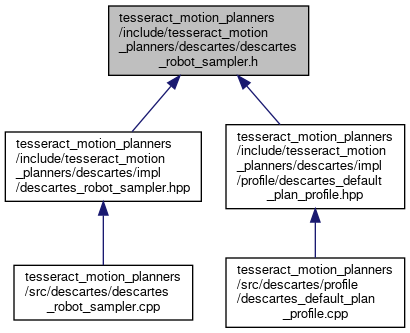 tesseract_motion_planners
/include/tesseract_motion
_planners/descartes/descartes
_robot_sampler.h
tesseract_motion_planners
/include/tesseract_motion
_planners/descartes/impl
/descartes_robot_sampler.hpp
tesseract_motion_planners
/include/tesseract_motion
_planners/descartes/impl
/profile/descartes_default
_plan_profile.hpp
tesseract_motion_planners
/src/descartes/descartes
_robot_sampler.cpp
tesseract_motion_planners
/src/descartes/profile
/descartes_default_plan
_profile.cpp